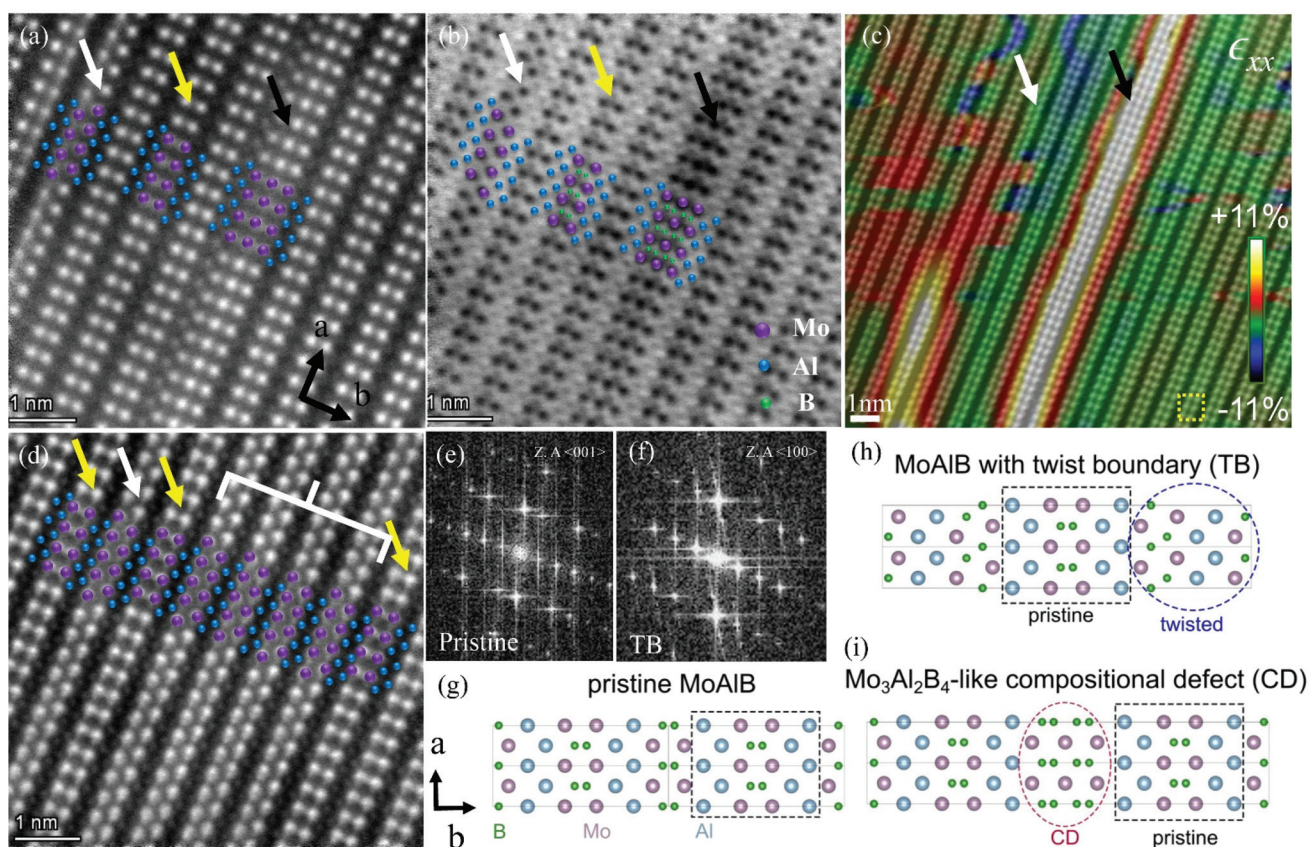 (a)
a
b
1 nm
(b)
Mo
Al
B
1 nm
(c)
ϵxx
+11%
-11%
1nm
(d)
1 nm
(e)
Z. A <001>
Pristine
(f)
Z. A <100>
TB
(g)
pristine MoAlB
a
b
B
Mo
Al
(h)
MoAlB with twist boundary (TB)
pristine
twisted
(i)
Mo₃Al₂B₄-like compositional defect (CD)
CD
pristine